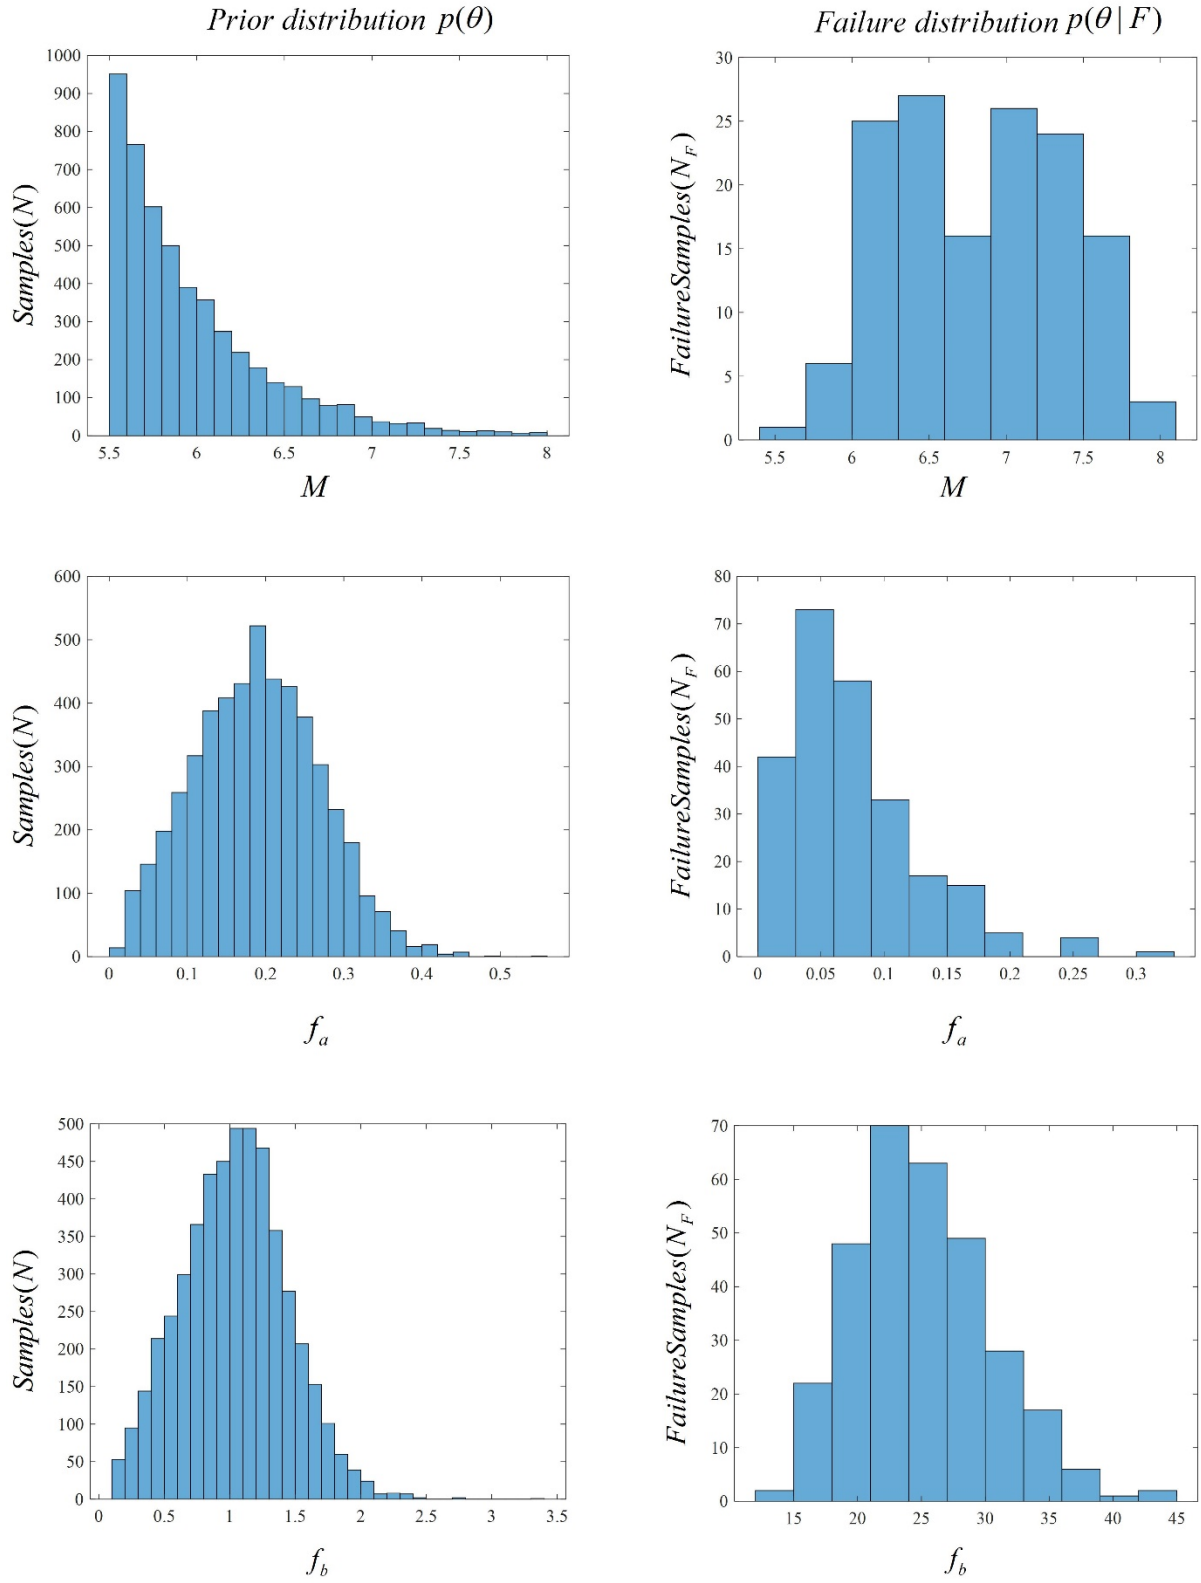 Prior distribution p(θ)
Failure distribution p(θ | F)
1000
900
800
700
600
500
400
300
200
100
0
Samples(N)
5.5 6 6.5 7 7.5 8
M
30
25
20
15
10
5
0
FailureSamples(N_F)
5.5 6 6.5 7 7.5 8
M
600
500
400
300
200
100
0
Samples(N)
0 0.1 0.2 0.3 0.4 0.5
f_a
80
70
60
50
40
30
20
10
0
FailureSamples(N_F)
0 0.05 0.1 0.15 0.2 0.25 0.3
f_a
500
450
400
350
300
250
200
150
100
50
0
Samples(N)
0 0.5 1 1.5 2 2.5 3 3.5
f_b
70
60
50
40
30
20
10
0
FailureSamples(N_F)
15 20 25 30 35 40 45
f_b